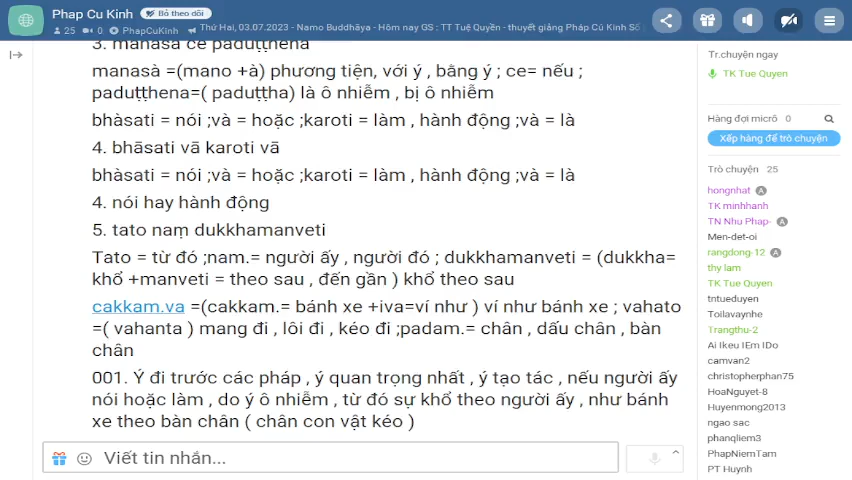 Phap Cu Kinh
Bỏ theo dõi
25
0
PhapCuKinh
Thứ Hai, 03.07.2023 - Namo Buddhāya - Hôm nay GS : TT Tuệ Quyền - thuyết giảng Pháp Cú Kinh Số
3. manasā ce paduṭṭhena
manasà =(mano +à) phương tiện, với ý , bằng ý ; ce= nếu ;
paduṭṭhena=( paduṭṭha) là ô nhiễm , bị ô nhiễm
bhàsati = nói ;và = hoặc ;karoti = làm , hành động ;và = là
4. bhāsati vā karoti vā
bhàsati = nói ;và = hoặc ;karoti = làm , hành động ;và = là
4. nói hay hành động
5. tato naṃ dukkhamanveti
Tato = từ đó ;nam.= người ấy , người đó ; dukkhamanveti = (dukkha=
khổ +manveti = theo sau , đến gần ) khổ theo sau
cakkam.va =(cakkam.= bánh xe +iva=ví như ) ví như bánh xe ; vahato
=( vahanta ) mang đi , lôi đi , kéo đi ;padam.= chân , dấu chân , bàn
chân
001. Ý đi trước các pháp , ý quan trọng nhất , ý tạo tác , nếu người ấy
nói hoặc làm , do ý ô nhiễm , từ đó sự khổ theo người ấy , như bánh
xe theo bàn chân ( chân con vật kéo )
Viết tin nhắn...
Tr.chuyện ngay
TK Tue Quyen
Hàng đợi micrô 0
Xếp hàng để trò chuyện
Trò chuyện 25
hongnhat A
TK minhhanh
TN Nhu Phap- A
Men-det-oi
rangdong-12 A
thy lam
TK Tue Quyen
tntueduyen
Toilavaynhe
Trangthu-2
Ai lkeu IEm IDo
camvan2
christopherphan75
HoaNguyet-8
Huyenmong2013
ngao sac
phanqliem3
PhapNiemTam
PT Huynh